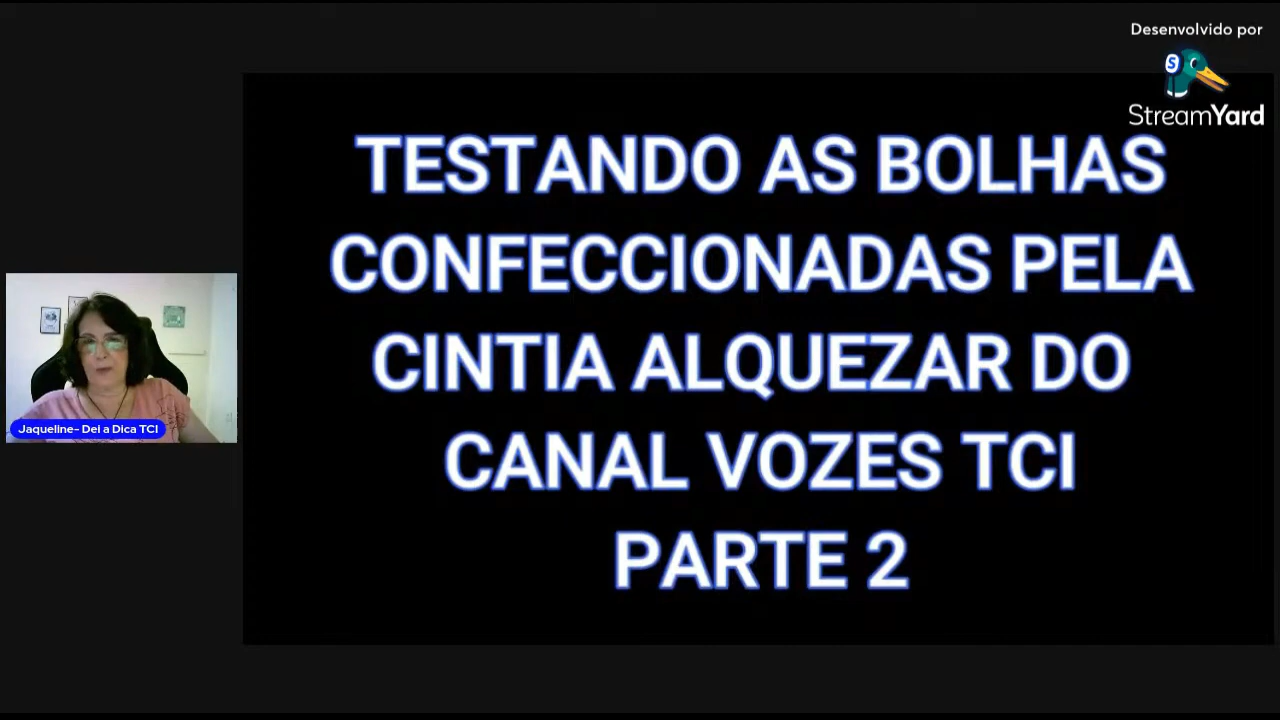 Desenvolvido por
StreamYard
TESTANDO AS BOLHAS
CONFECCIONADAS PELA
CINTIA ALQUEZAR DO
CANAL VOZES TCI
PARTE 2
Jaqueline- Dei a Dica TCI